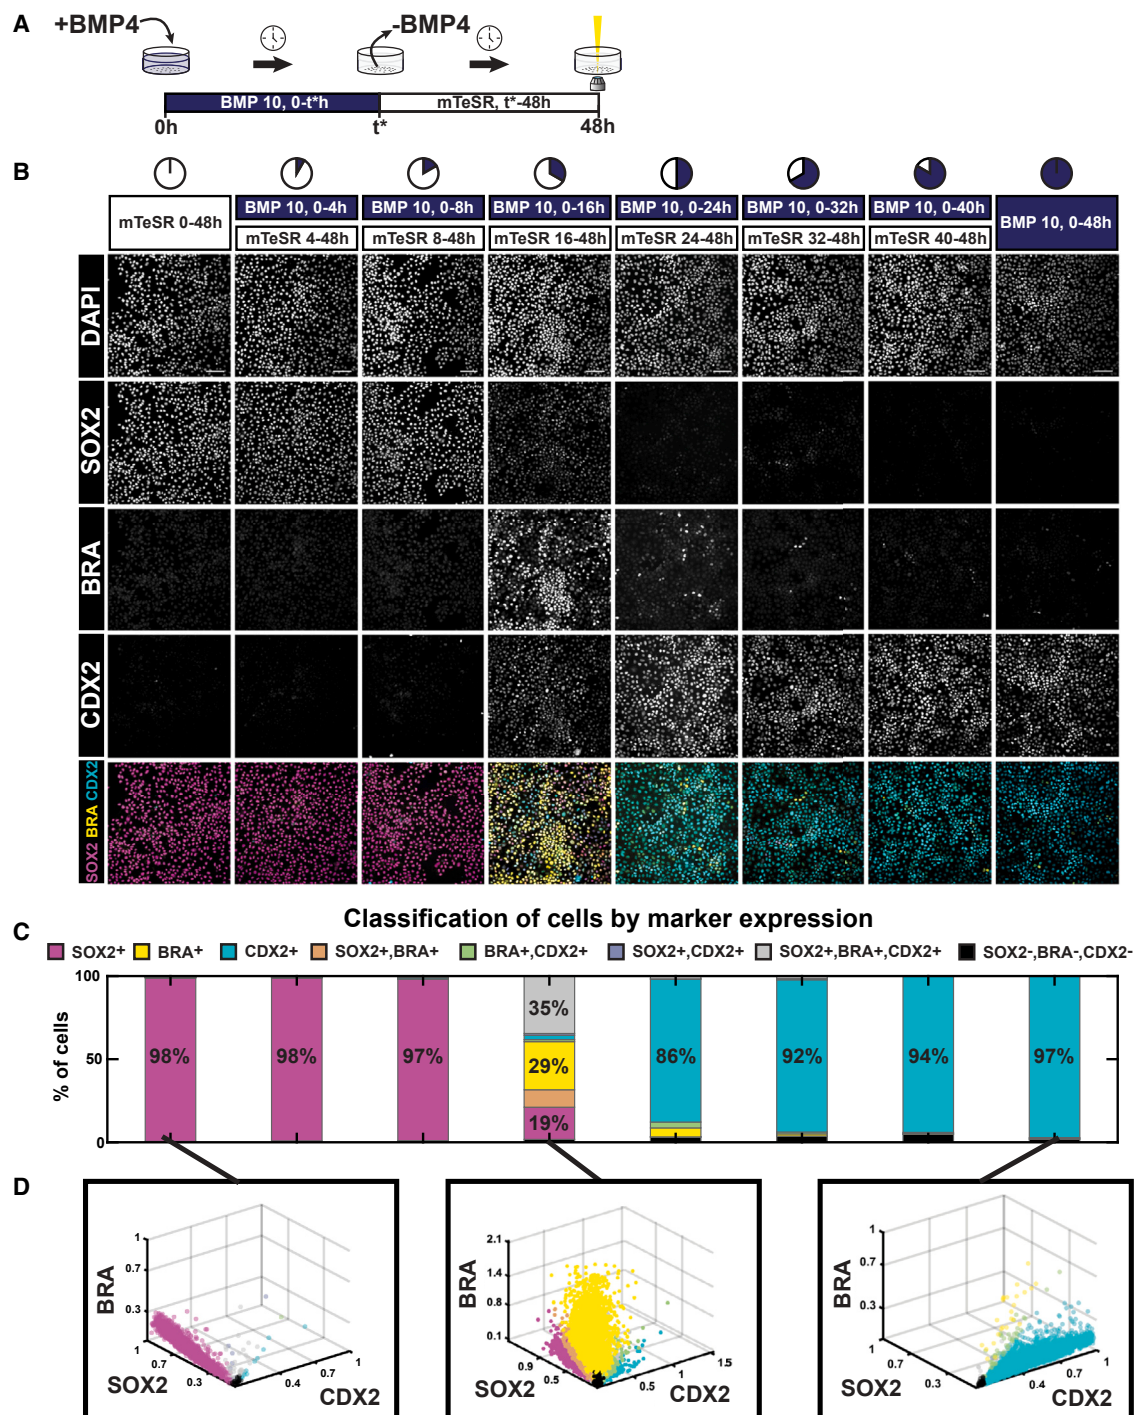 A
+BMP4
-BMP4
BMP 10, 0-t*h
mTeSR, t*-48h
0h
t*
48h
B
mTeSR 0-48h
BMP 10, 0-4h
mTeSR 4-48h
BMP 10, 0-8h
mTeSR 8-48h
BMP 10, 0-16h
mTeSR 16-48h
BMP 10, 0-24h
mTeSR 24-48h
BMP 10, 0-32h
mTeSR 32-48h
BMP 10, 0-40h
mTeSR 40-48h
BMP 10, 0-48h
DAPI
SOX2
BRA
CDX2
SOX2 BRA CDX2
Classification of cells by marker expression
C
SOX2+
BRA+
CDX2+
SOX2+,BRA+
BRA+,CDX2+
SOX2+,CDX2+
SOX2+,BRA+,CDX2+
SOX2-,BRA-,CDX2-
% of cells
100
50
0
98%
98%
97%
35%
29%
19%
86%
92%
94%
97%
D
BRA
1
0.7
0.3
1
0.7
0.3
SOX2
0.4
0.7
1
CDX2
BRA
2.1
1.4
0.8
0.1
0.9
0.5
SOX2
0.5
1
1.5
CDX2
BRA
1
0.7
0.3
1
0.7
0.3
SOX2
0.4
0.7
1
CDX2